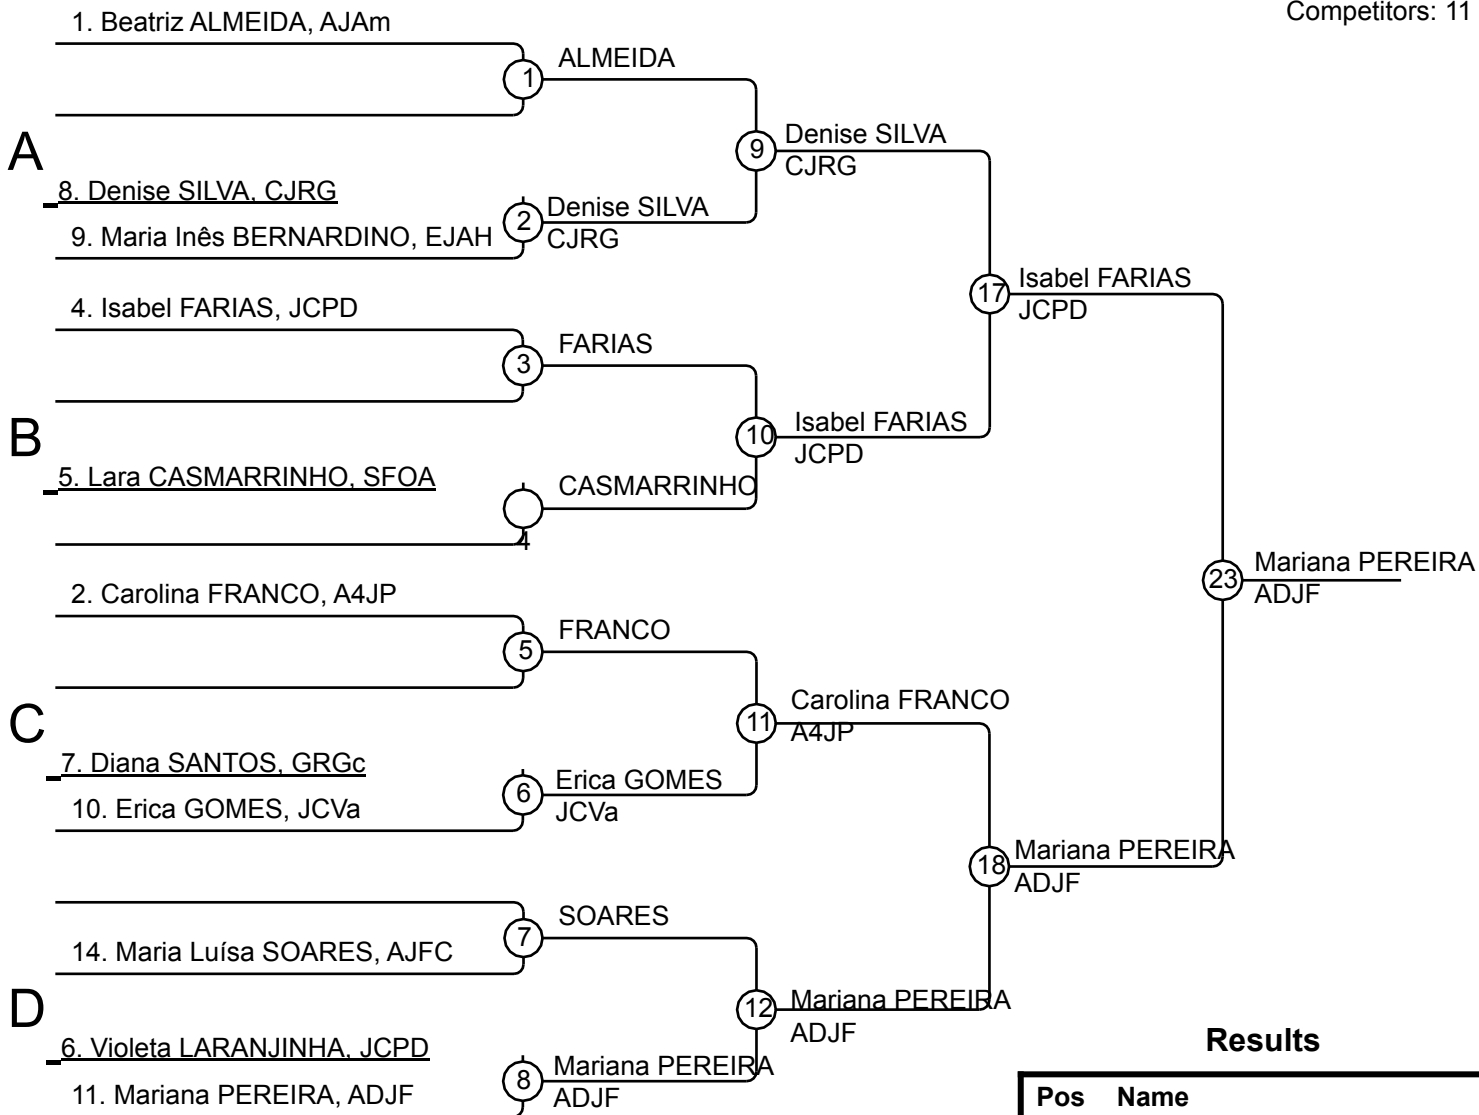 Competitors: 11
1. Beatriz ALMEIDA, AJAm
ALMEIDA
1
A
Denise SILVA
9
CJRG
8. Denise SILVA, CJRG
Denise SILVA
2
CJRG
9. Maria Inês BERNARDINO, EJAH
4. Isabel FARIAS, JCPD
Isabel FARIAS
17
JCPD
FARIAS
3
B
Isabel FARIAS
10
JCPD
5. Lara CASMARRINHO, SFOA
CASMARRINHO
4
Mariana PEREIRA
23
ADJF
2. Carolina FRANCO, A4JP
FRANCO
5
C
Carolina FRANCO
11
A4JP
7. Diana SANTOS, GRGc
Erica GOMES
6
JCVa
10. Erica GOMES, JCVa
Mariana PEREIRA
18
ADJF
SOARES
7
14. Maria Luísa SOARES, AJFC
D
Mariana PEREIRA
12
ADJF
6. Violeta LARANJINHA, JCPD
Mariana PEREIRA
8
ADJF
11. Mariana PEREIRA, ADJF
Results
Pos Name